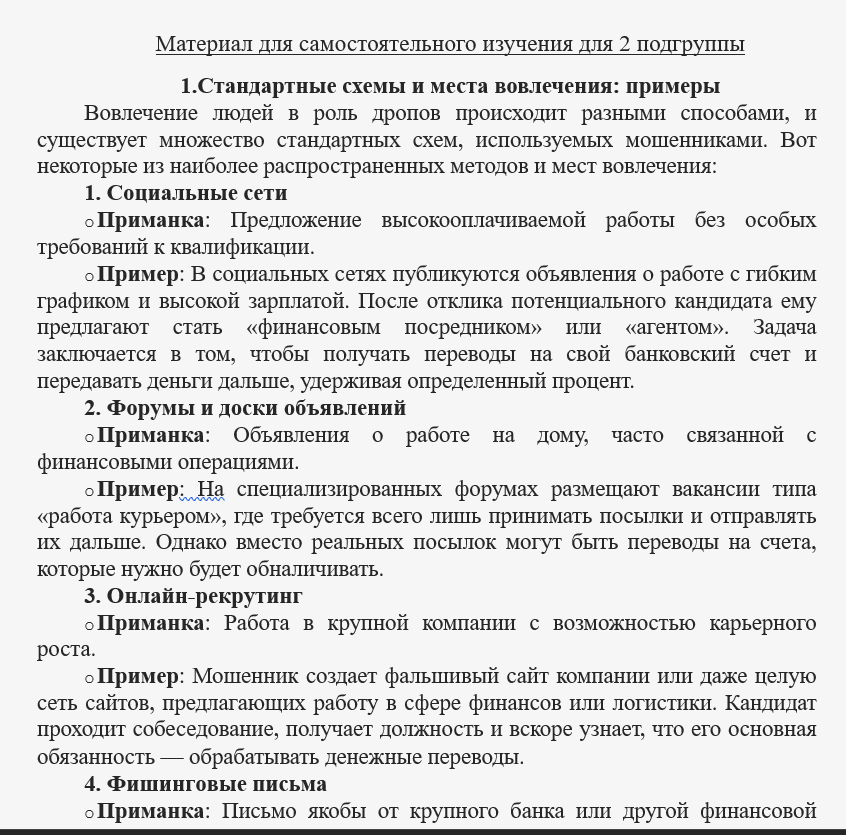 Материал для самостоятельного изучения для 2 подгруппы
1.Стандартные схемы и места вовлечения: примеры
Вовлечение людей в роль дропов происходит разными способами, и
существует множество стандартных схем, используемых мошенниками. Вот
некоторые из наиболее распространенных методов и мест вовлечения:
1. Социальные сети
○Приманка: Предложение высокооплачиваемой работы без особых
требований к квалификации.
○Пример: В социальных сетях публикуются объявления о работе с гибким
графиком и высокой зарплатой. После отклика потенциального кандидата ему
предлагают стать «финансовым посредником» или «агентом». Задача
заключается в том, чтобы получать переводы на свой банковский счет и
передавать деньги дальше, удерживая определенный процент.
2. Форумы и доски объявлений
○Приманка: Объявления о работе на дому, часто связанной с
финансовыми операциями.
○Пример: На специализированных форумах размещают вакансии типа
«работа курьером», где требуется всего лишь принимать посылки и отправлять
их дальше. Однако вместо реальных посылок могут быть переводы на счета,
которые нужно будет обналичивать.
3. Онлайн-рекрутинг
○Приманка: Работа в крупной компании с возможностью карьерного
роста.
○Пример: Мошенник создает фальшивый сайт компании или даже целую
сеть сайтов, предлагающих работу в сфере финансов или логистики. Кандидат
проходит собеседование, получает должность и вскоре узнает, что его основная
обязанность — обрабатывать денежные переводы.
4. Фишинговые письма
○Приманка: Письмо якобы от крупного банка или другой финансовой